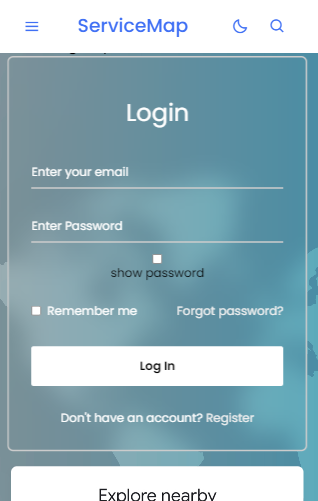 ServiceMap
Login
Enter your email
Enter Password
show password
Remember me Forgot password?
Log In
Don't have an account? Register
Explore nearby